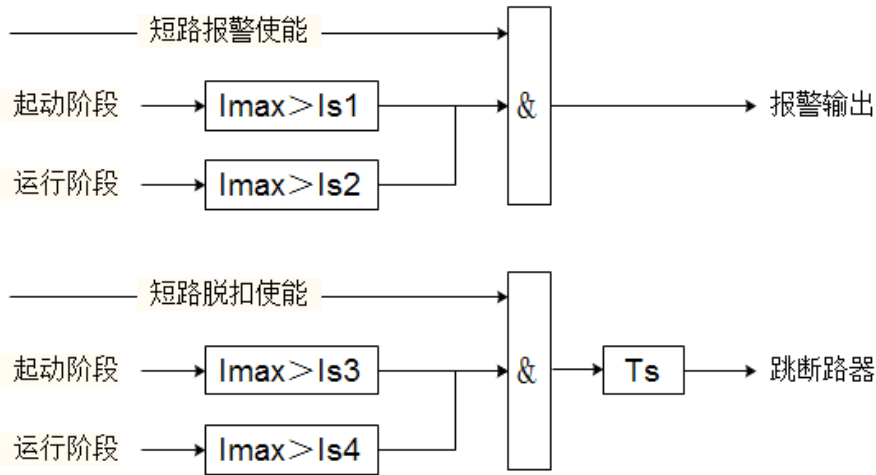 短路报警使能
起动阶段 Imax＞Is1 & 报警输出
运行阶段 Imax＞Is2
短路脱扣使能
起动阶段 Imax＞Is3 & Ts 跳断路器
运行阶段 Imax＞Is4